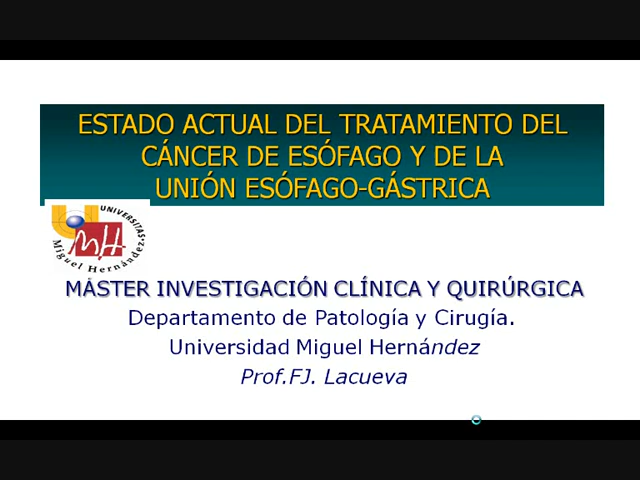 ESTADO ACTUAL DEL TRATAMIENTO DEL
CÁNCER DE ESÓFAGO Y DE LA
UNIÓN ESÓFAGO-GÁSTRICA
UNIVERSITAS
Miguel Hernández
MÁSTER INVESTIGACIÓN CLÍNICA Y QUIRÚRGICA
Departamento de Patología y Cirugía.
Universidad Miguel Hernández
Prof.FJ. Lacueva